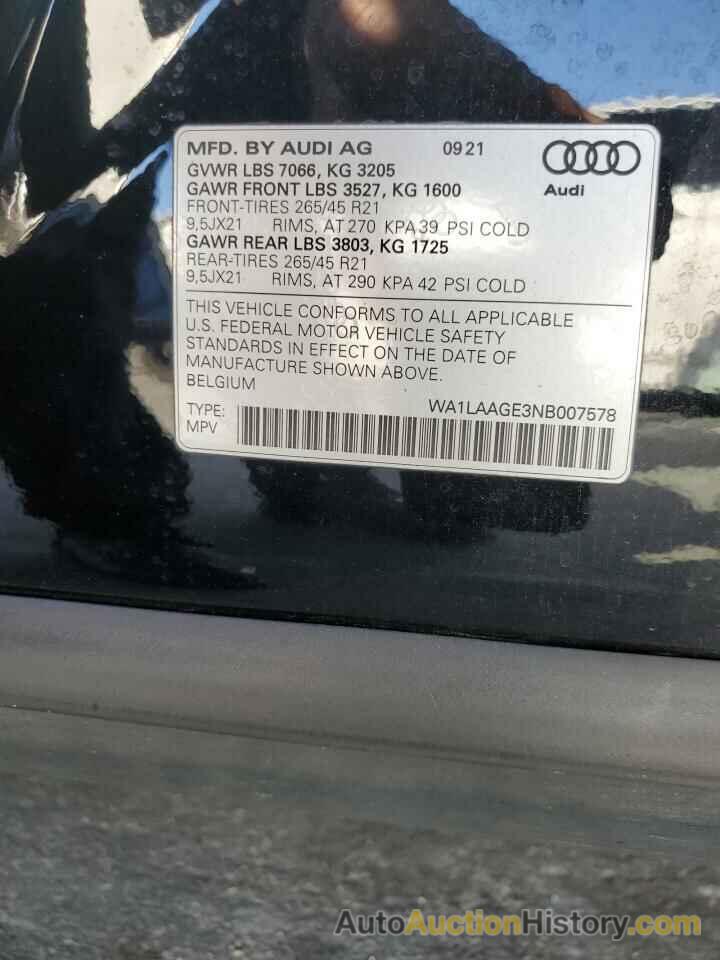 MFD. BY AUDI AG 09 21
GVWR LBS 7066, KG 3205
GAWR FRONT LBS 3527, KG 1600
Audi
FRONT-TIRES 265/45 R21
9,5JX21 RIMS, AT 270 KPA 39 PSI COLD
GAWR REAR LBS 3803, KG 1725
REAR-TIRES 265/45 R21
9,5JX21 RIMS, AT 290 KPA 42 PSI COLD
THIS VEHICLE CONFORMS TO ALL APPLICABLE
U.S. FEDERAL MOTOR VEHICLE SAFETY
STANDARDS IN EFFECT ON THE DATE OF
MANUFACTURE SHOWN ABOVE.
BELGIUM
WA1LAAGE3NB007578
TYPE:
MPV
AutoAuctionHistory.com